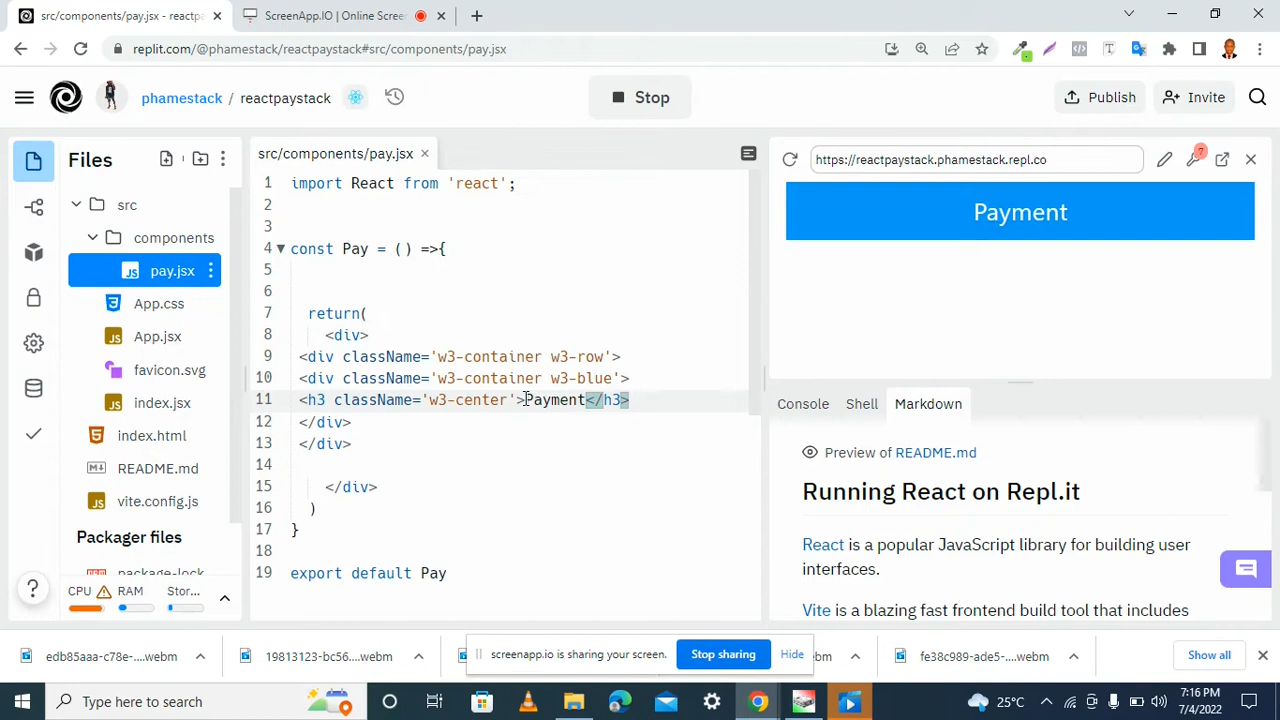 src/components/pay.jsx - reactp
ScreenApp.IO | Online Scree
replit.com/@phamestack/reactpaystack#src/components/pay.jsx
phamestack / reactpaystack
Stop
Publish
Invite
Files
src
components
pay.jsx
App.css
App.jsx
favicon.svg
index.jsx
index.html
README.md
vite.config.js
Packager files
package-lock
CPU
RAM
Stor...
src/components/pay.jsx
1 import React from 'react';
2
3
4 const Pay = () =>{
5
6
7 return(
8 <div>
9 <div className='w3-container w3-row'>
10 <div className='w3-container w3-blue'>
11 <h3 className='w3-center'>Payment</h3>
12 </div>
13 </div>
14
15 </div>
16 )
17 }
18
19 export default Pay
https://reactpaystack.phamestack.repl.co
7
Payment
Console Shell Markdown
Preview of README.md
Running React on Repl.it
React is a popular JavaScript library for building user
interfaces.
Vite is a blazing fast frontend build tool that includes
edb85aaa-c78e-....webm
19813123-bc56....webm
bm
fe38c989-ade5-....webm
Show all
screenapp.io is sharing your screen.
Stop sharing
Hide
Type here to search
25°C
7:16 PM
7/4/2022